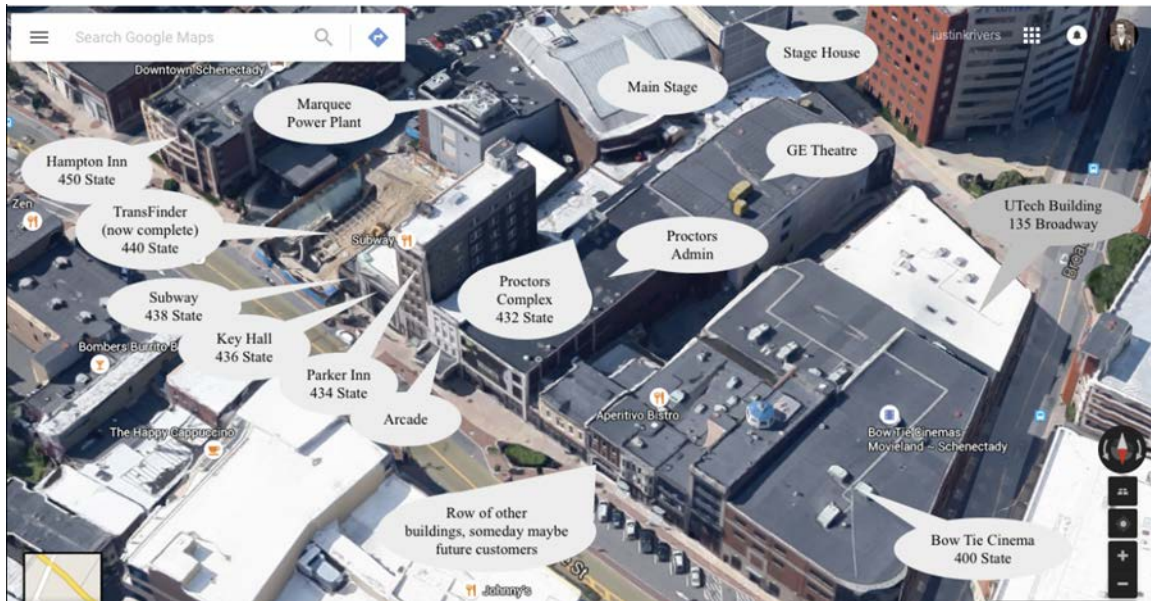 Search Google Maps
justinkrivers
Downtown Schenectady
Stage House
Main Stage
Marquee
Power Plant
GE Theatre
Hampton Inn
450 State
Zen
UTech Building
135 Broadway
TransFinder
(now complete)
440 State
Subway
Proctors
Admin
Proctors
Complex
432 State
Subway
438 State
Key Hall
436 State
Bombers Burrito B
Parker Inn
434 State
Arcade
Aperitivo Bistro
Bow Tie Cinemas
Movieland ~ Schenectady
The Happy Cappuccino
Row of other
buildings, someday maybe
future customers
Bow Tie Cinema
400 State
St
Johnny's